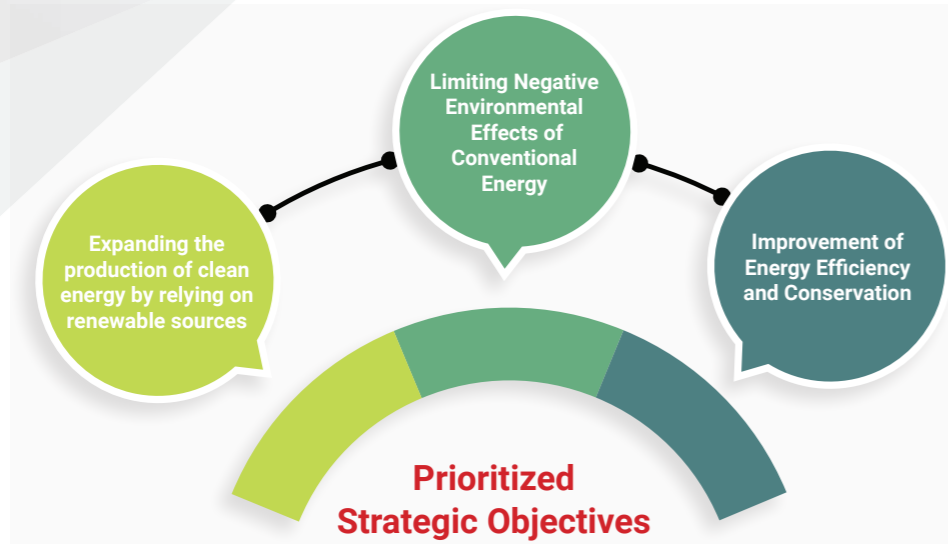 Limiting Negative
Environmental
Effects of
Conventional
Energy
Expanding the
production of clean
energy by relying on
renewable sources
Improvement of
Energy Efficiency
and Conservation
Prioritized
Strategic Objectives